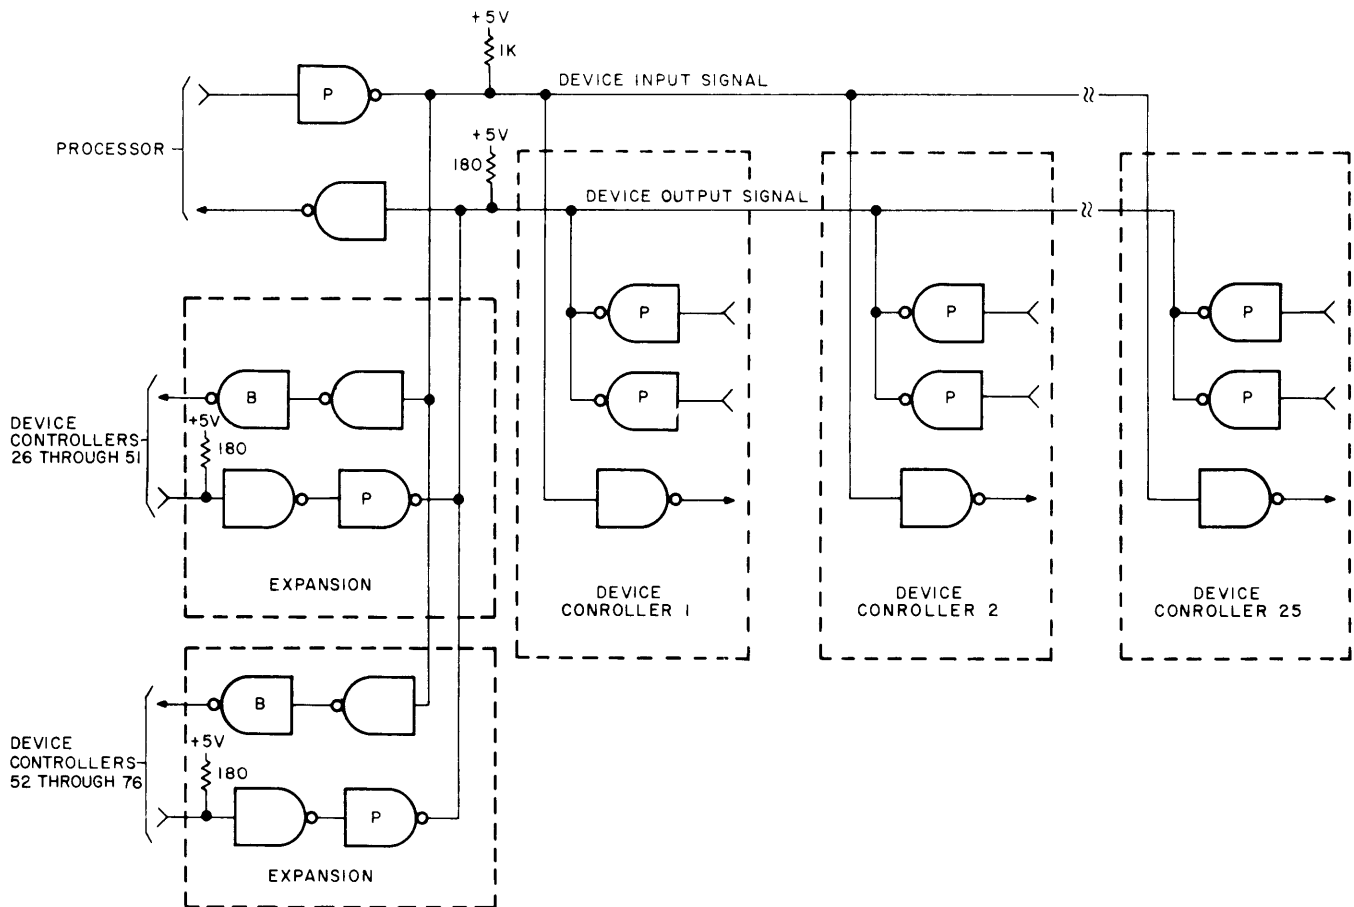 +5V
1K
P
DEVICE INPUT SIGNAL
PROCESSOR
+5V
180
DEVICE OUTPUT SIGNAL
P
P
P
P
P
P
B
DEVICE
CONTROLLERS
26 THROUGH 51
+5V
180
P
EXPANSION
DEVICE
CONROLLER 1
DEVICE
CONROLLER 2
DEVICE
CONROLLER 25
B
DEVICE
CONTROLLERS
52 THROUGH 76
+5V
180
P
EXPANSION